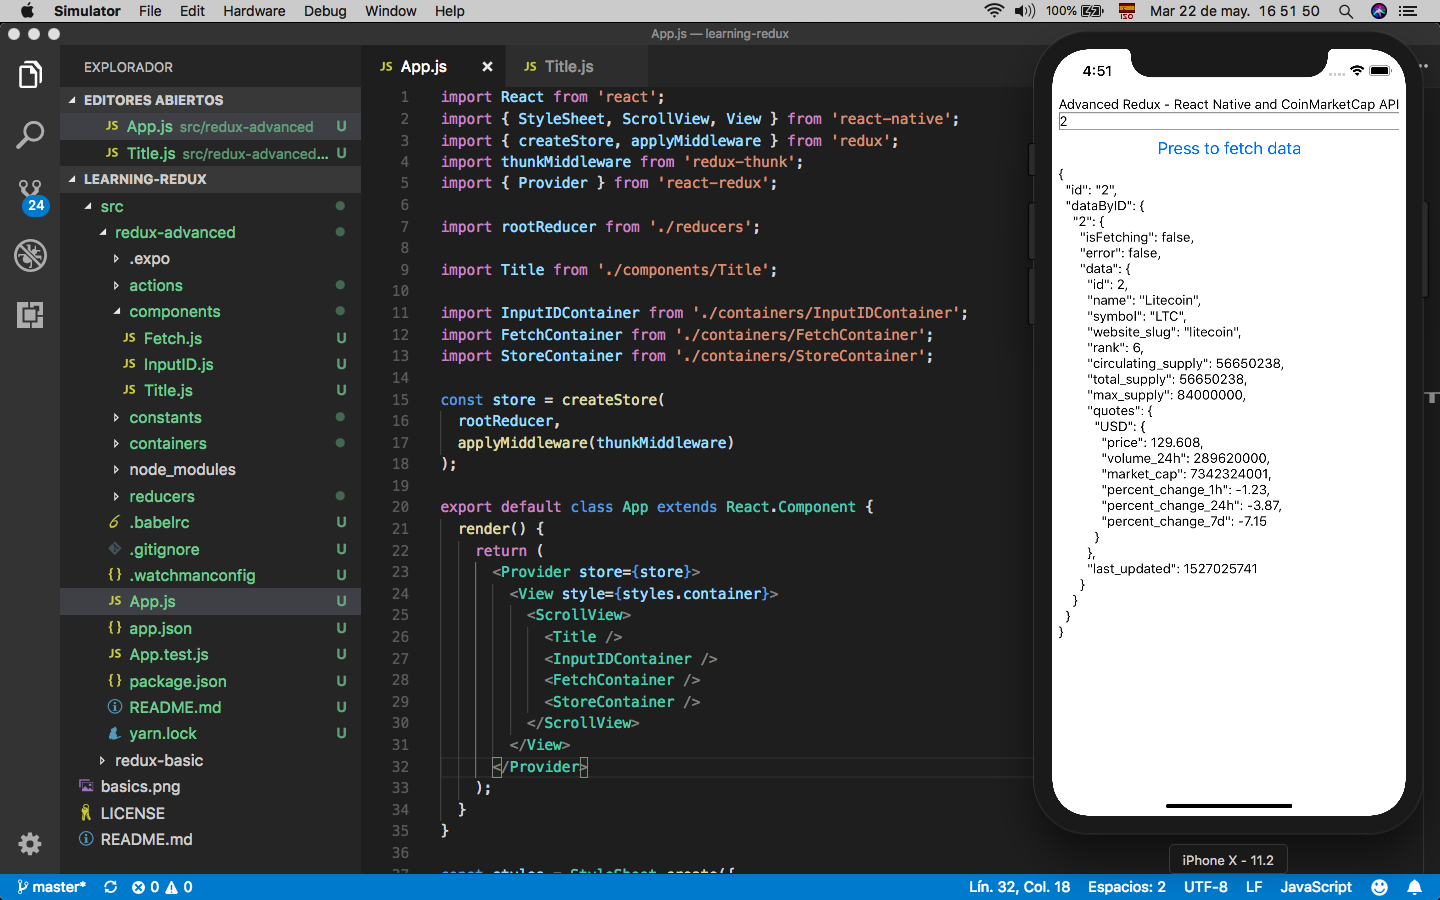 Simulator File Edit Hardware Debug Window Help 100% ISO Mar 22 de may. 16 51 50
App.js — learning-redux
EXPLORADOR
EDITORES ABIERTOS
JS App.js src/redux-advanced U
JS Title.js src/redux-advanced... U
LEARNING-REDUX
24
src
redux-advanced
.expo
actions
components
JS Fetch.js U
JS InputID.js U
JS Title.js U
constants
containers
node_modules
reducers
.babelrc U
.gitignore U
{} .watchmanconfig U
JS App.js U
{} app.json U
JS App.test.js U
{} package.json U
README.md U
yarn.lock U
redux-basic
basics.png
LICENSE
README.md
JS App.js × JS Title.js
1 import React from 'react';
2 import { StyleSheet, ScrollView, View } from 'react-native';
3 import { createStore, applyMiddleware } from 'redux';
4 import thunkMiddleware from 'redux-thunk';
5 import { Provider } from 'react-redux';
6
7 import rootReducer from './reducers';
8
9 import Title from './components/Title';
10
11 import InputIDContainer from './containers/InputIDContainer';
12 import FetchContainer from './containers/FetchContainer';
13 import StoreContainer from './containers/StoreContainer';
14
15 const store = createStore(
16 rootReducer,
17 applyMiddleware(thunkMiddleware)
18 );
19
20 export default class App extends React.Component {
21 render() {
22 return (
23 <Provider store={store}>
24 <View style={styles.container}>
25 <ScrollView>
26 <Title />
27 <InputIDContainer />
28 <FetchContainer />
29 <StoreContainer />
30 </ScrollView>
31 </View>
32 </Provider>
33 );
34 }
35 }
36
37 const styles = StyleSheet.create({
4:51
Advanced Redux - React Native and CoinMarketCap API
2
Press to fetch data
{
"id": "2",
"dataByID": {
"2": {
"isFetching": false,
"error": false,
"data": {
"id": 2,
"name": "Litecoin",
"symbol": "LTC",
"website_slug": "litecoin",
"rank": 6,
"circulating_supply": 56650238,
"total_supply": 56650238,
"max_supply": 84000000,
"quotes": {
"USD": {
"price": 129.608,
"volume_24h": 289620000,
"market_cap": 7342324001,
"percent_change_1h": -1.23,
"percent_change_24h": -3.87,
"percent_change_7d": -7.15
}
},
"last_updated": 1527025741
}
}
}
}
iPhone X - 11.2
master* 0 0 Lín. 32, Col. 18 Espacios: 2 UTF-8 LF JavaScript